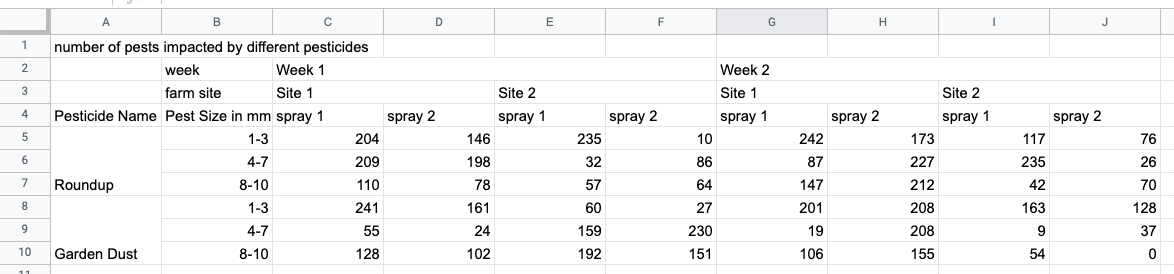 A B C D E F G H I J
1 number of pests impacted by different pesticides
2 week Week 1 Week 2
3 farm site Site 1 Site 2 Site 1 Site 2
4 Pesticide Name Pest Size in mm spray 1 spray 2 spray 1 spray 2 spray 1 spray 2 spray 1 spray 2
5 1-3 204 146 235 10 242 173 117 76
6 4-7 209 198 32 86 87 227 235 26
7 Roundup 8-10 110 78 57 64 147 212 42 70
8 1-3 241 161 60 27 201 208 163 128
9 4-7 55 24 159 230 19 208 9 37
10 Garden Dust 8-10 128 102 192 151 106 155 54 0